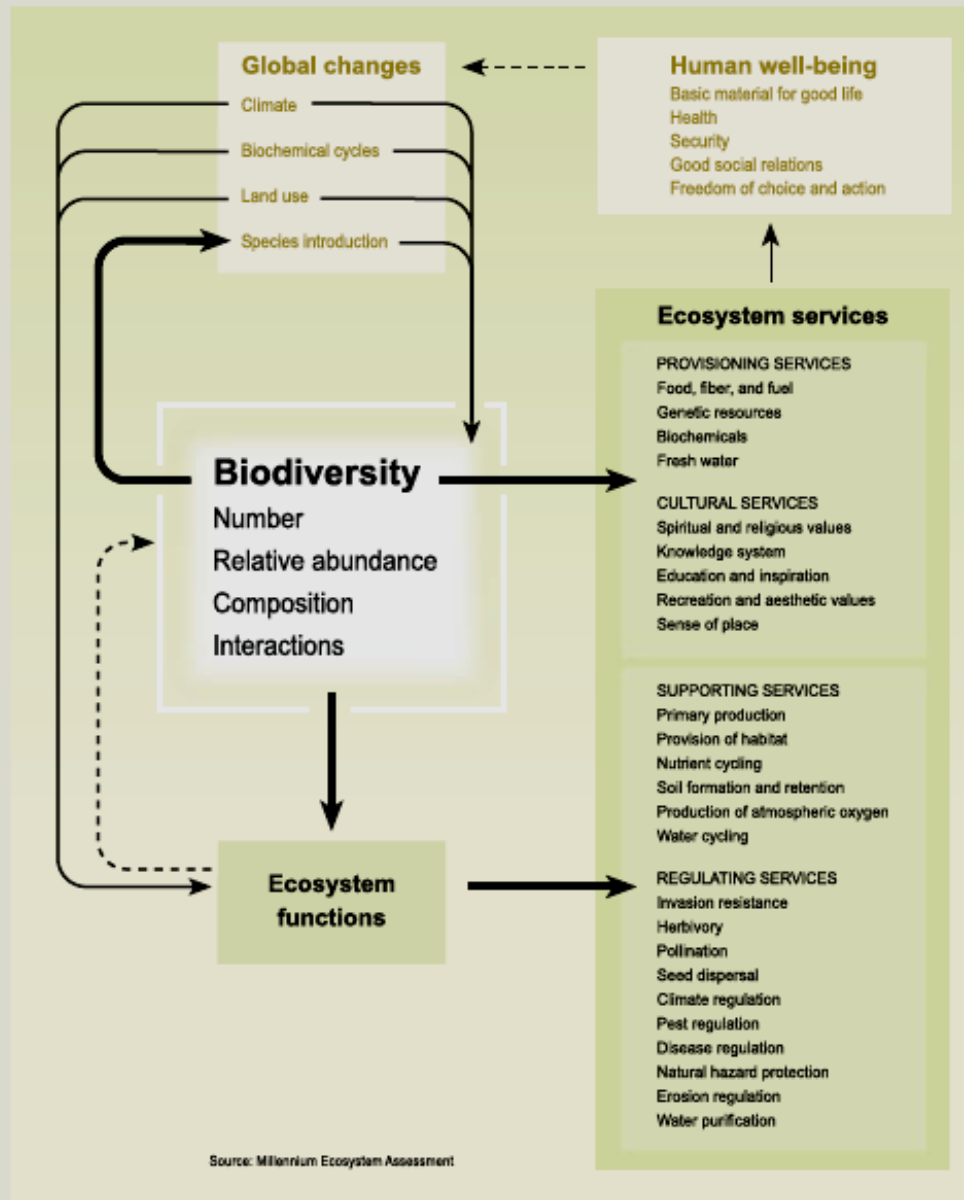 Global changes
Climate
Biochemical cycles
Land use
Species introduction
Human well-being
Basic material for good life
Health
Security
Good social relations
Freedom of choice and action
Biodiversity
Number
Relative abundance
Composition
Interactions
Ecosystem
functions
Ecosystem services
PROVISIONING SERVICES
Food, fiber, and fuel
Genetic resources
Biochemicals
Fresh water
CULTURAL SERVICES
Spiritual and religious values
Knowledge system
Education and inspiration
Recreation and aesthetic values
Sense of place
SUPPORTING SERVICES
Primary production
Provision of habitat
Nutrient cycling
Soil formation and retention
Production of atmospheric oxygen
Water cycling
REGULATING SERVICES
Invasion resistance
Herbivory
Pollination
Seed dispersal
Climate regulation
Pest regulation
Disease regulation
Natural hazard protection
Erosion regulation
Water purification
Source: Millennium Ecosystem Assessment